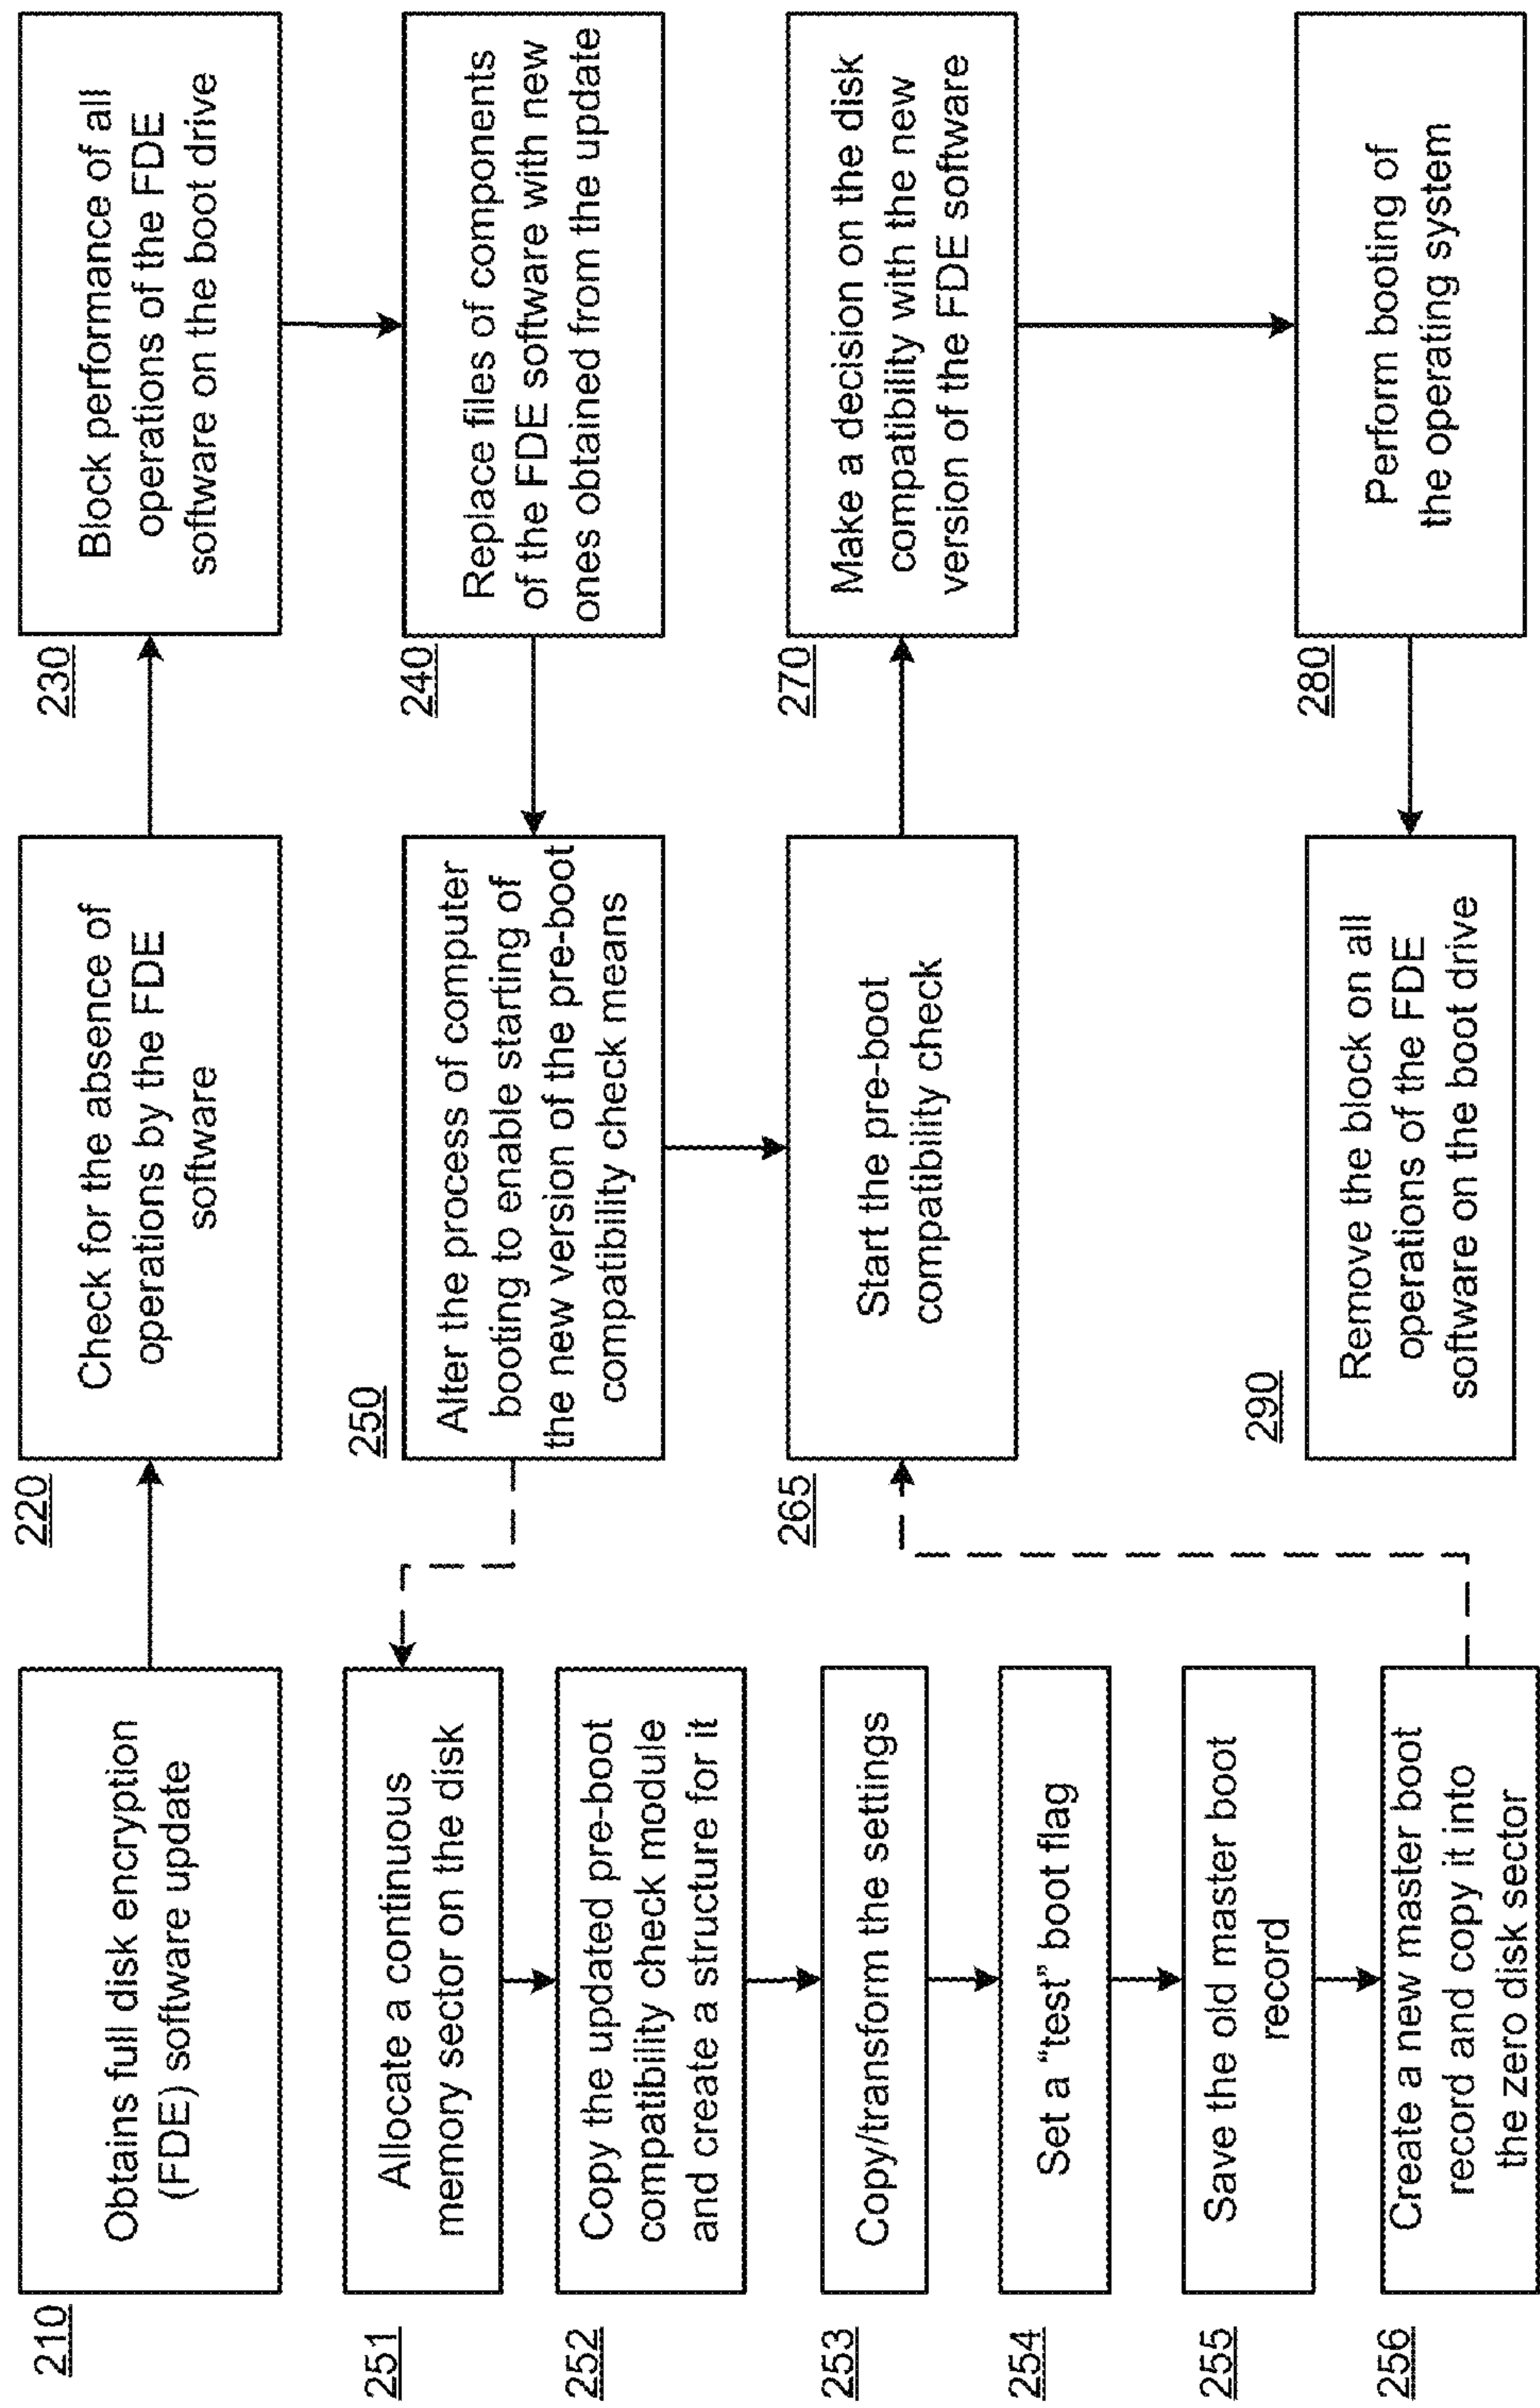 210
Obtains full disk encryption
(FDE) software update
220
Check for the absence of
operations by the FDE
software
230
Block performance of all
operations of the FDE
software on the boot drive
240
Replace files of components
of the FDE software with new
ones obtained from the update
250
Alter the process of computer
booting to enable starting of
the new version of the pre-boot
compatibility check means
251
Allocate a continuous
memory sector on the disk
252
Copy the updated pre-boot
compatibility check module
and create a structure for it
253
Copy/transform the settings
254
Set a “test” boot flag
255
Save the old master boot
record
256
Create a new master boot
record and copy it into
the zero disk sector
265
Start the pre-boot
compatibility check
270
Make a decision on the disk
compatibility with the new
version of the FDE software
280
Perform booting of
the operating system
290
Remove the block on all
operations of the FDE
software on the boot drive